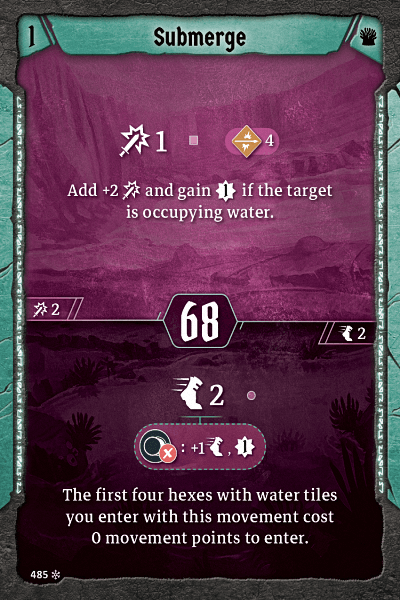 1 Submerge
1 4
Add +2 and gain 1 if the target
is occupying water.
2
68
2
2
: +1 , 1
The first four hexes with water tiles
you enter with this movement cost
0 movement points to enter.
485